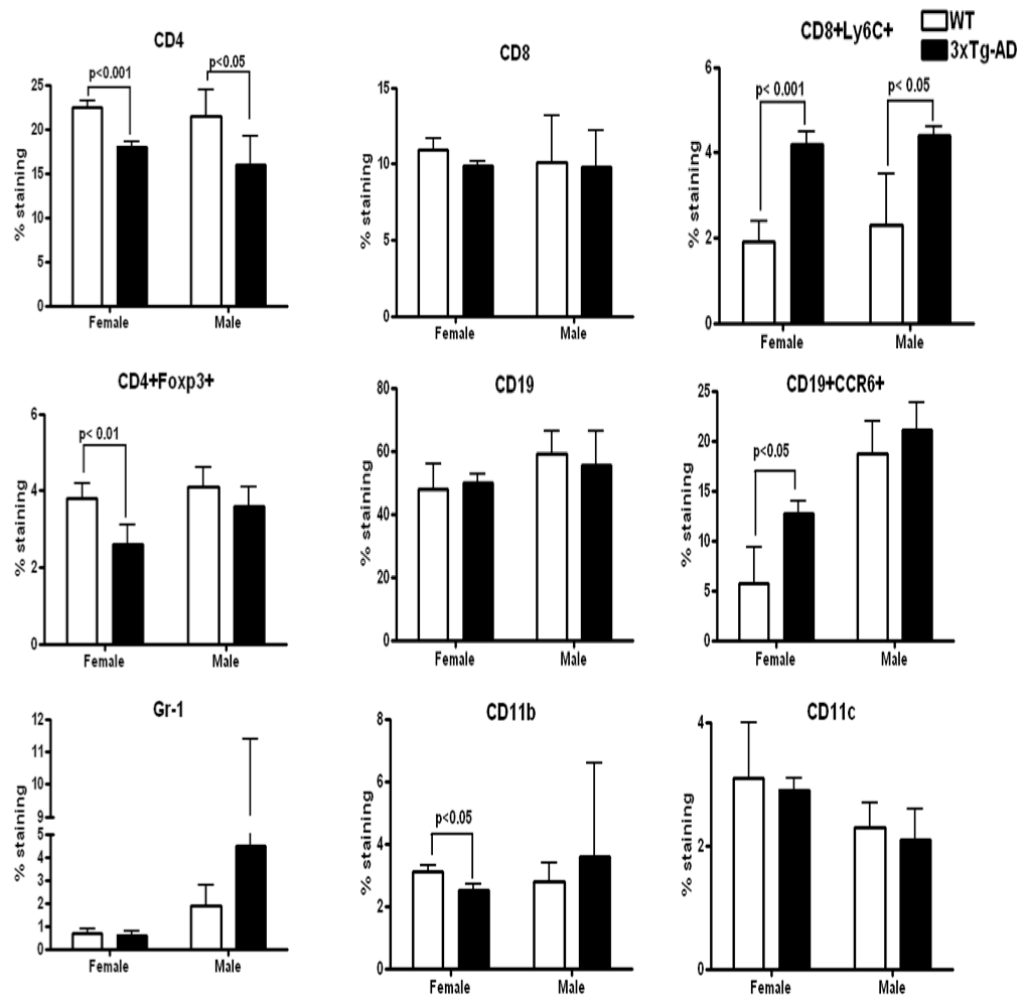 WT
3xTg-AD
CD4
p<0.001
p<0.05
% staining
25
20
15
10
5
0
Female Male
CD8
% staining
15
10
5
0
Female Male
CD8+Ly6C+
p< 0.001
p< 0.05
% staining
6
4
2
0
Female Male
CD4+Foxp3+
p< 0.01
% staining
6
4
2
0
Female Male
CD19
% staining
80
60
40
20
0
Female Male
CD19+CCR6+
p<0.05
% staining
25
20
15
10
5
0
Female Male
Gr-1
% staining
12
11
10
9
5
4
3
2
1
0
Female Male
CD11b
p<0.05
% staining
8
6
4
2
0
Female Male
CD11c
% staining
4
2
0
Female Male